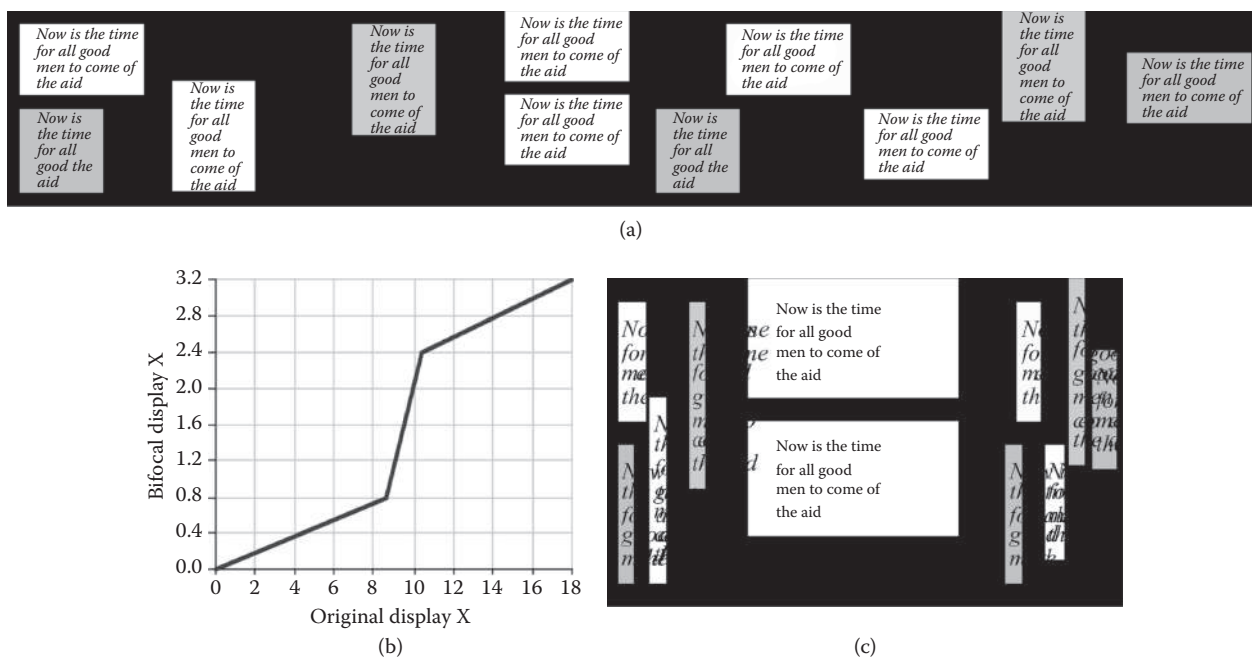 Now is the time
for all good
men to come of
the aid
Now is
the time
for all
good the
aid
Now is
the time
for all
good
men to
come of
the aid
Now is
the time
for all
good
men to
come of
the aid
Now is the time
for all good
men to come of
the aid
Now is the time
for all good
men to come of
the aid
Now is
the time
for all
good the
aid
Now is the time
for all good
men to come of
the aid
Now is the time
for all good
men to come of
the aid
Now is
the time
for all
good
men to
come of
the aid
Now is the time
for all good
men to come of
the aid
(a)
3.2
2.8
2.4
2.0
1.6
1.2
0.8
0.4
0.0
Bifocal display X
0 2 4 6 8 10 12 14 16 18
Original display X
(b)
Now is the time
for all good
men to come of
the aid
Now is the time
for all good
men to come of
the aid
(c)